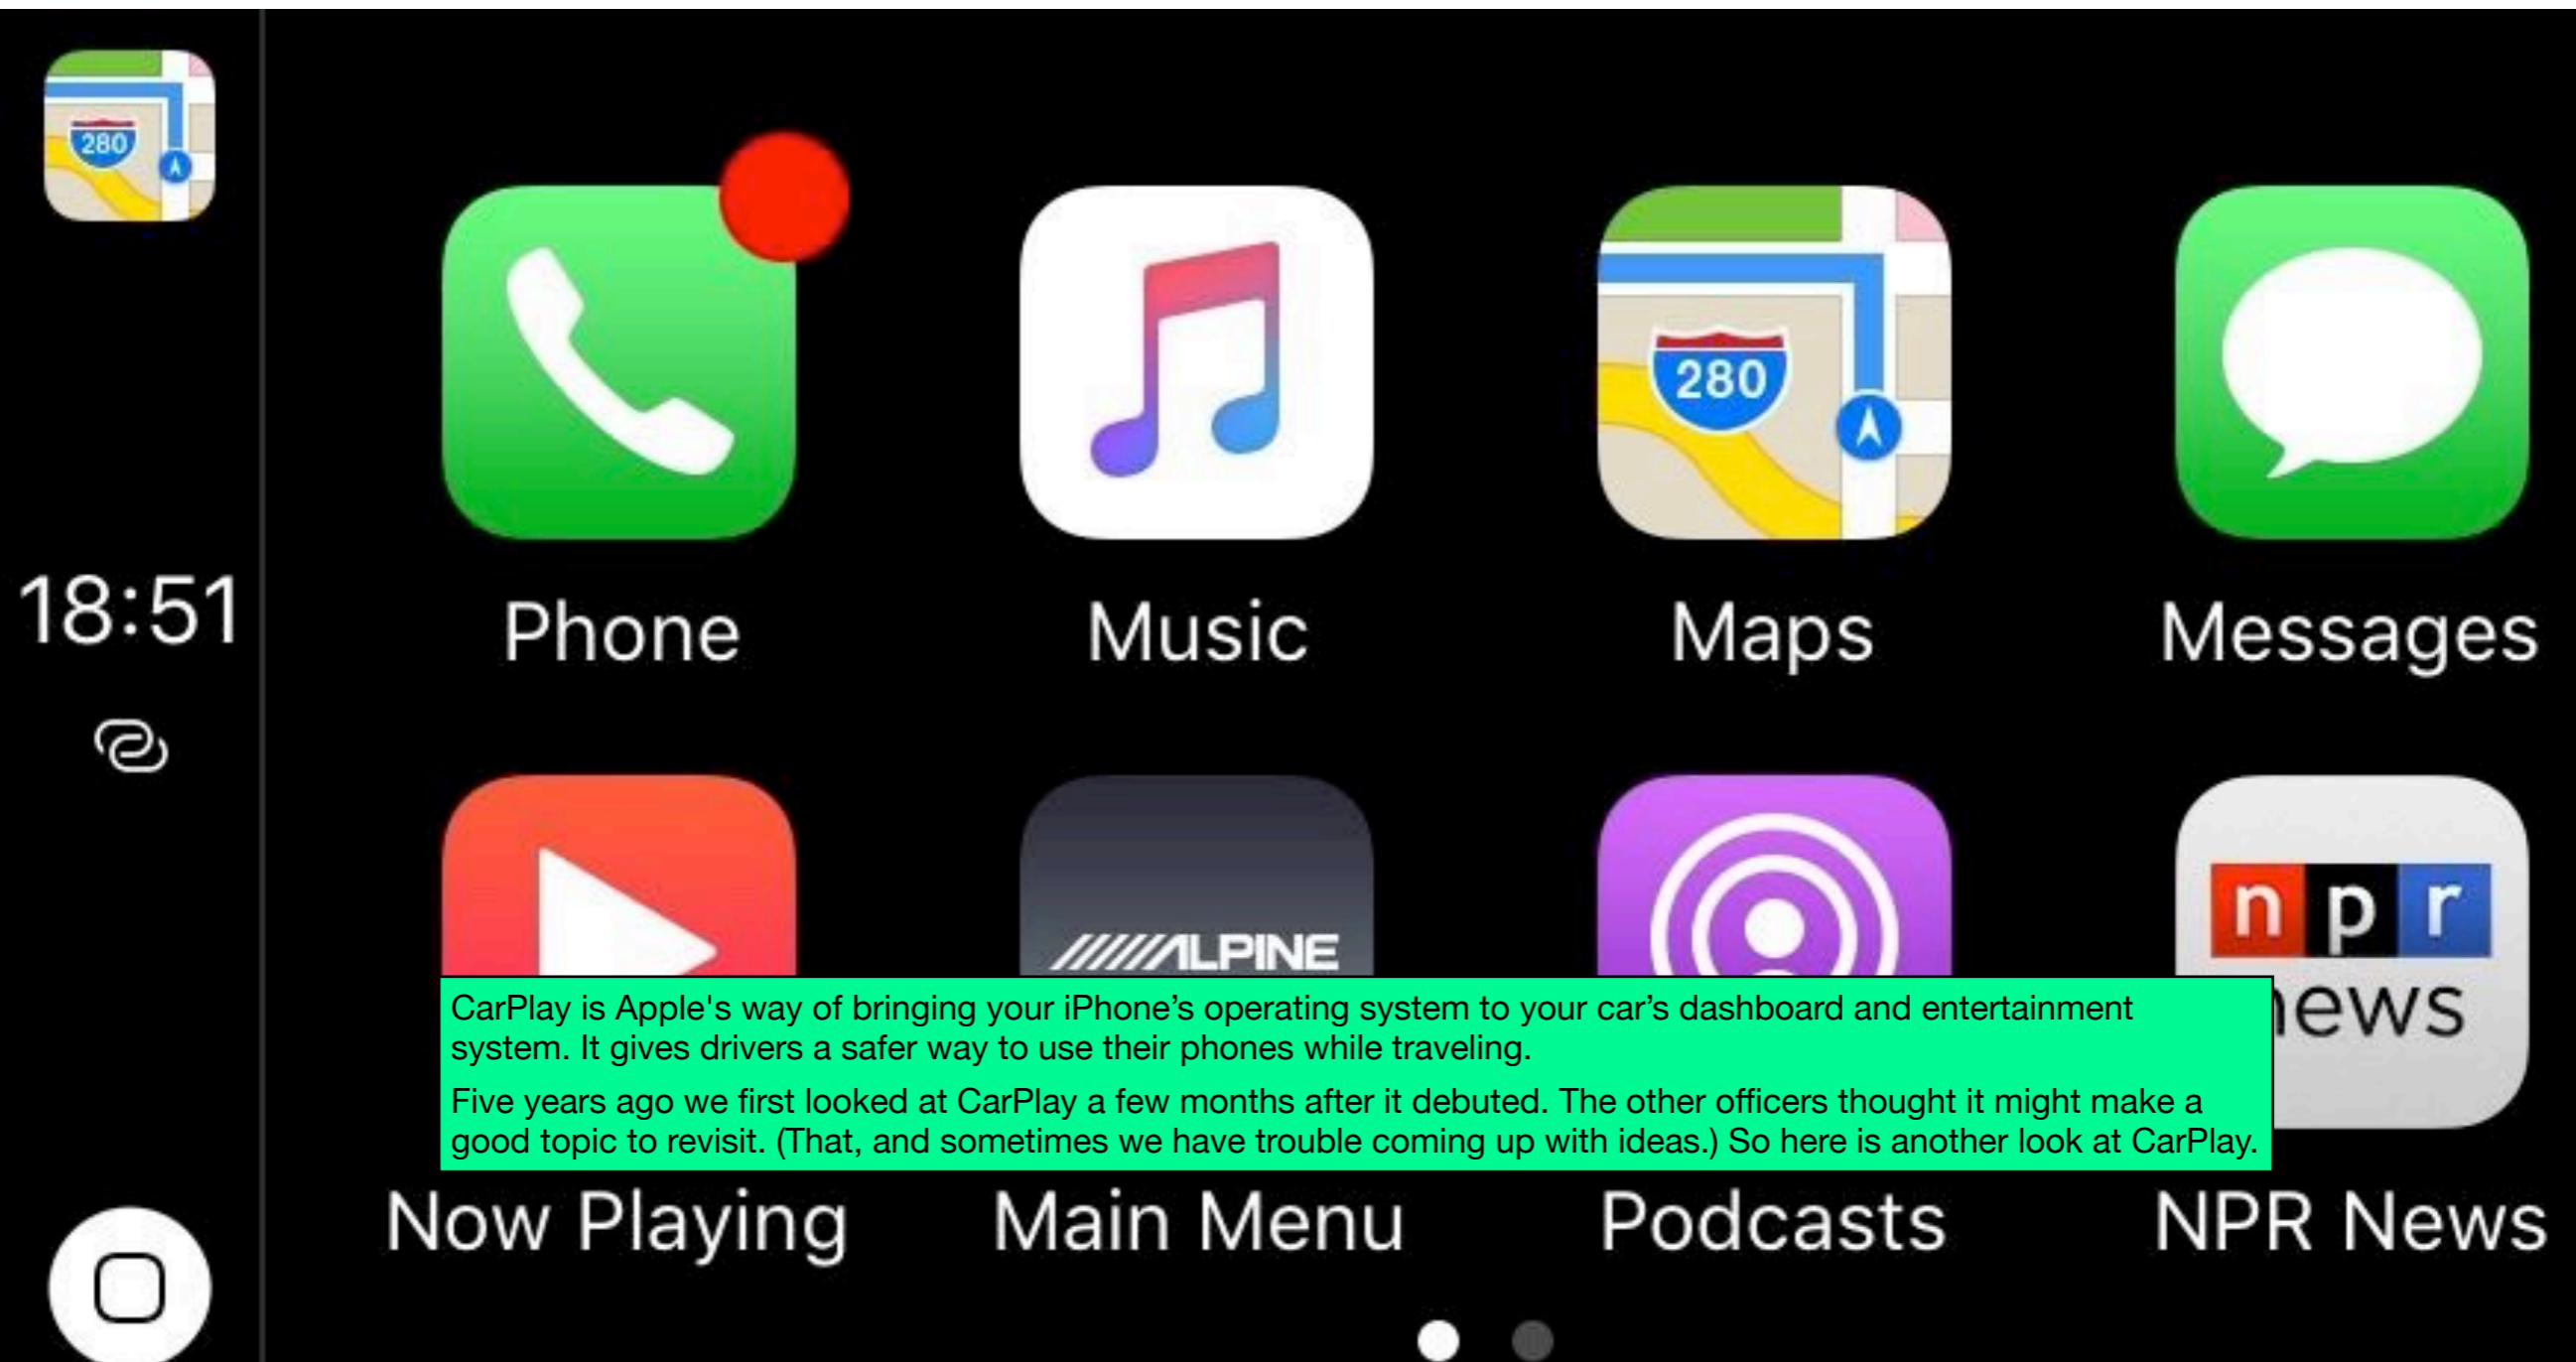 280
280
18:51
Phone
Music
Maps
Messages
ALPINE
npr
news
CarPlay is Apple's way of bringing your iPhone’s operating system to your car’s dashboard and entertainment
system. It gives drivers a safer way to use their phones while traveling.
Five years ago we first looked at CarPlay a few months after it debuted. The other officers thought it might make a
good topic to revisit. (That, and sometimes we have trouble coming up with ideas.) So here is another look at CarPlay.
Now Playing
Main Menu
Podcasts
NPR News